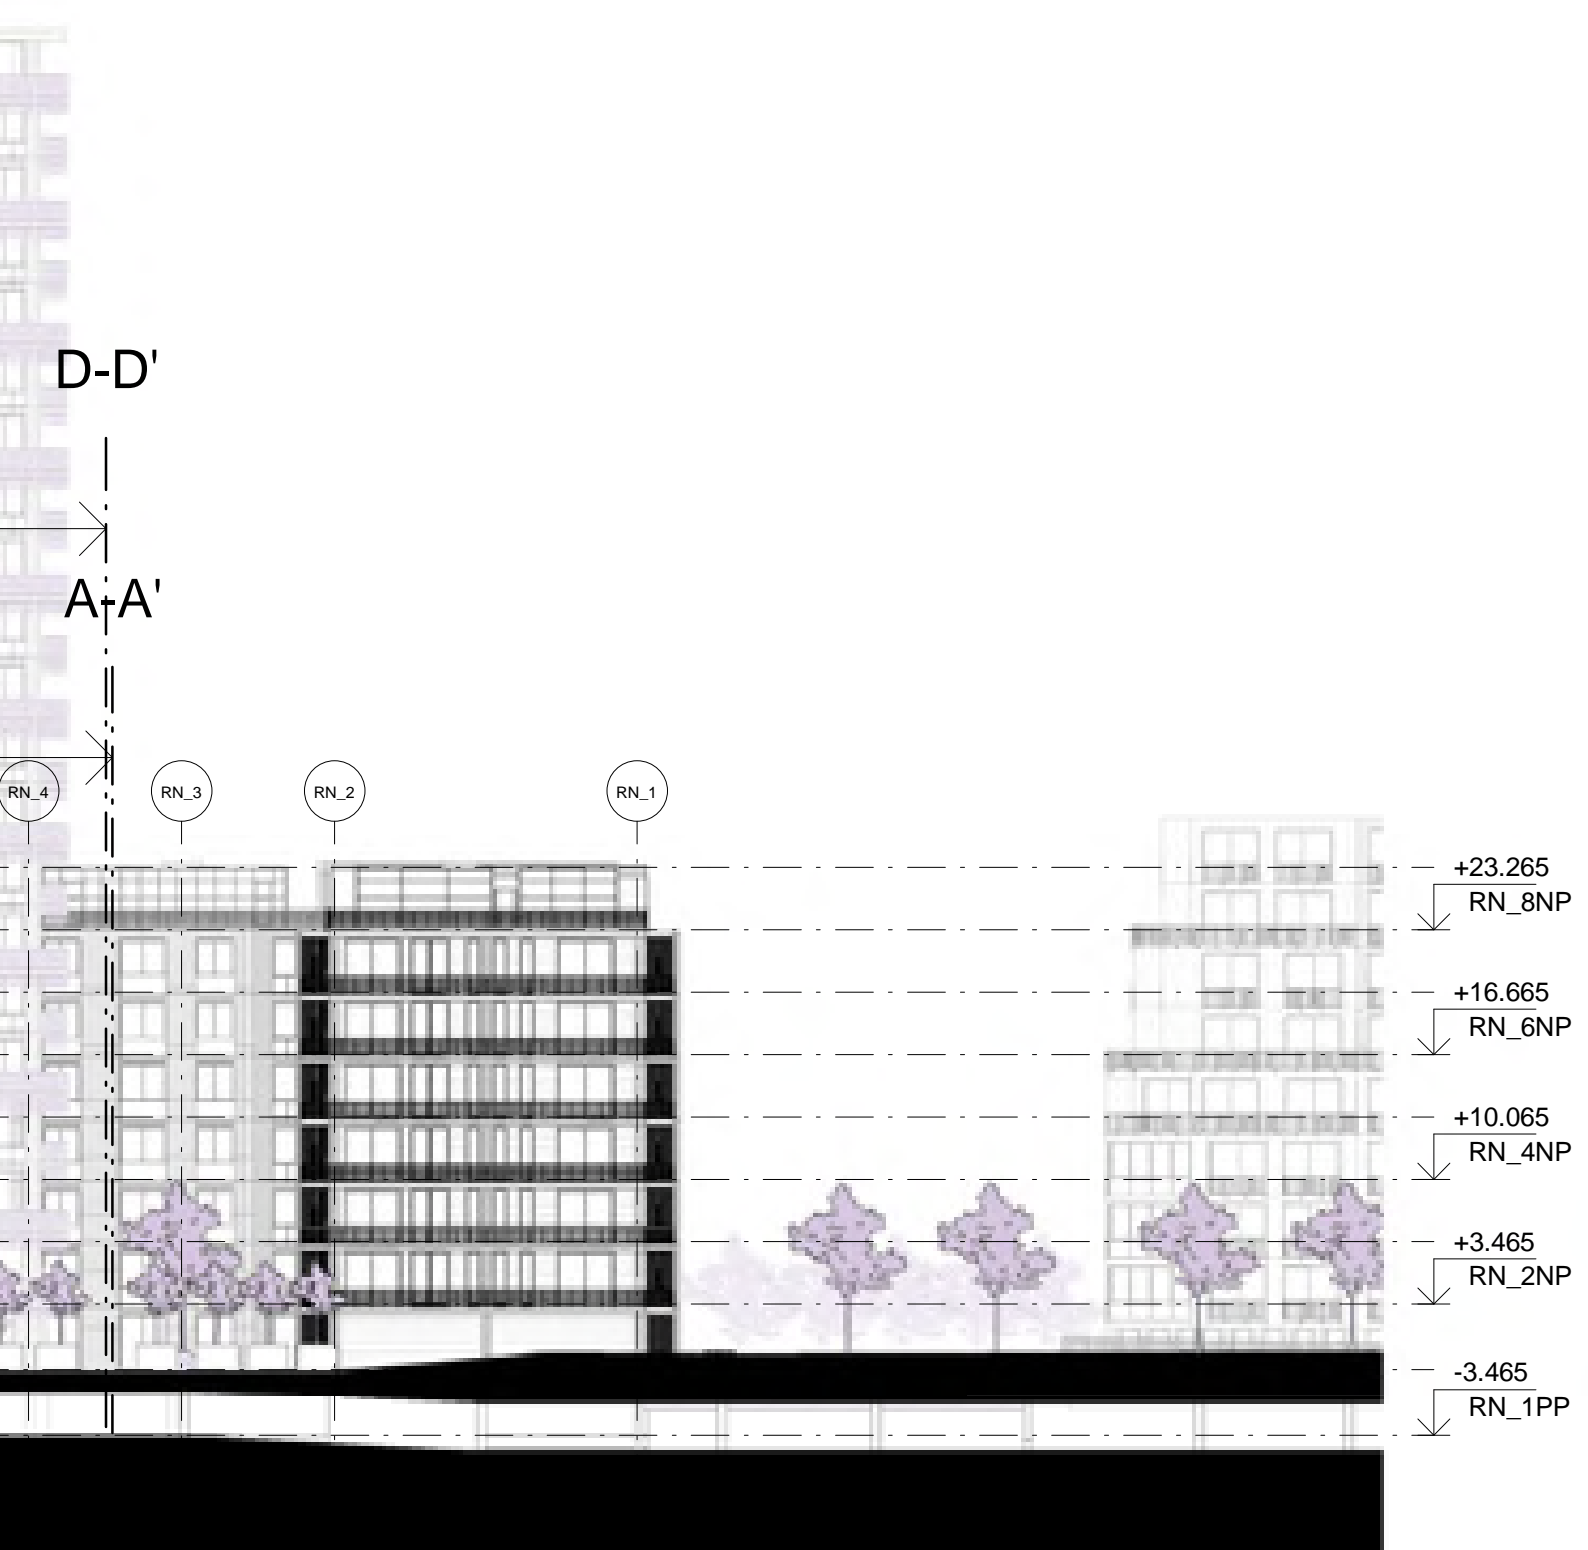 D-D'
A-A'
RN_4
RN_3
RN_2
RN_1
+23.265
RN_8NP
+16.665
RN_6NP
+10.065
RN_4NP
+3.465
RN_2NP
-3.465
RN_1PP